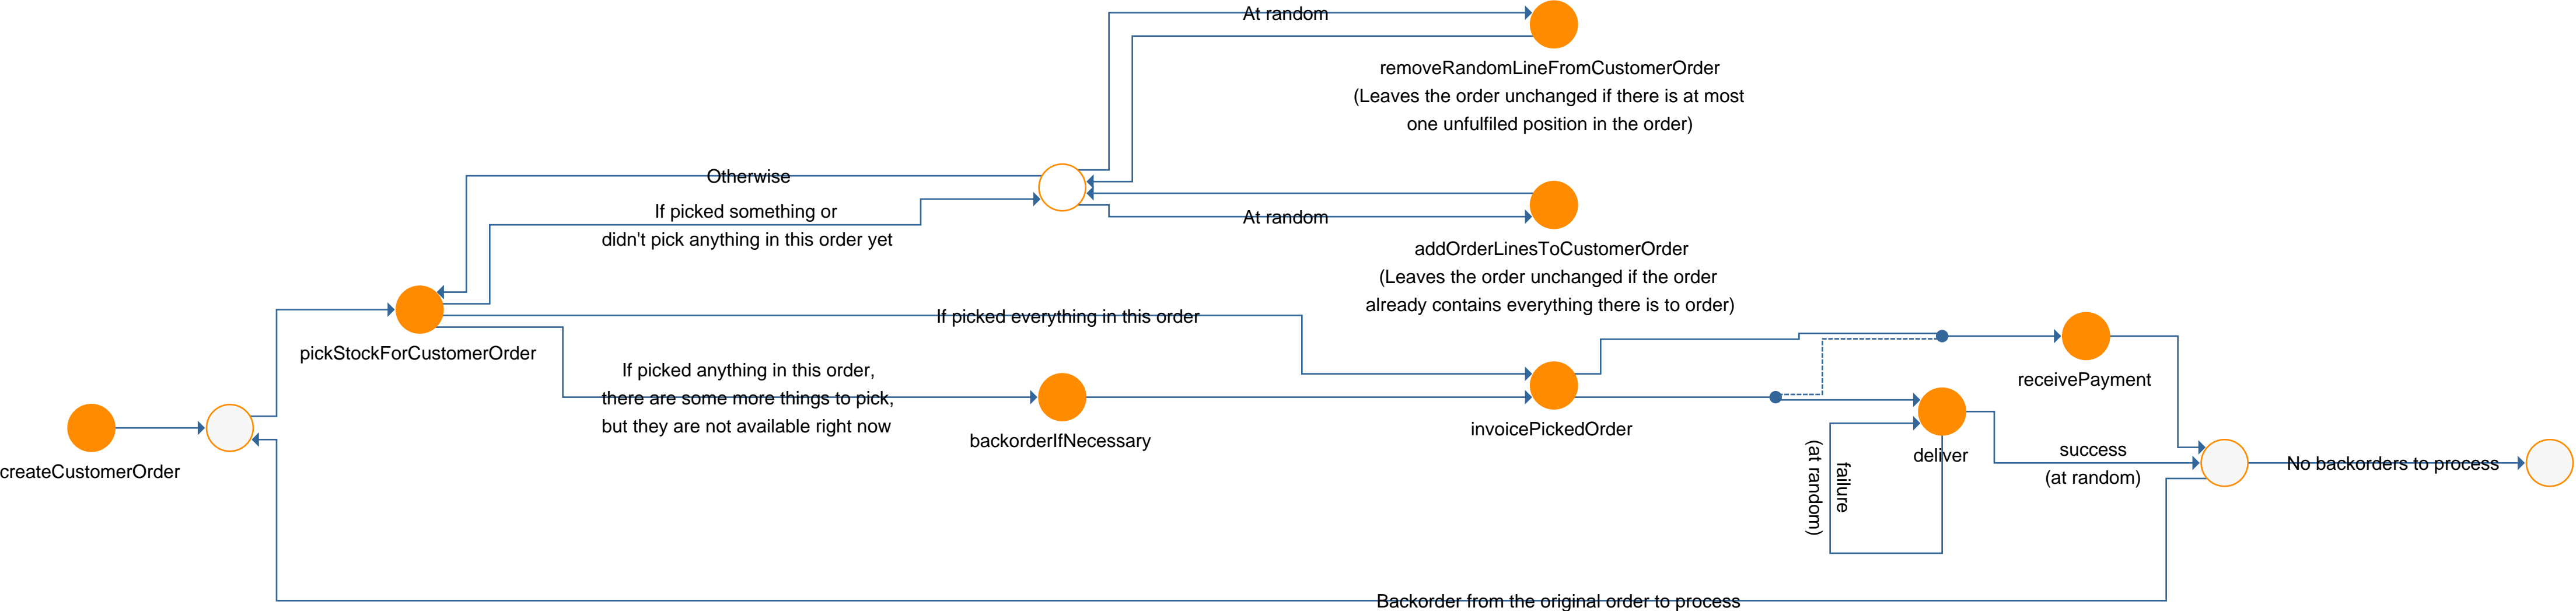 At random
removeRandomLineFromCustomerOrder
(Leaves the order unchanged if there is at most
one unfulfiled position in the order)
Otherwise
If picked something or
didn't pick anything in this order yet
At random
addOrderLinesToCustomerOrder
(Leaves the order unchanged if the order
already contains everything there is to order)
If picked everything in this order
pickStockForCustomerOrder
If picked anything in this order,
there are some more things to pick,
but they are not available right now
backorderIfNecessary
invoicePickedOrder
receivePayment
deliver
failure
(at random)
success
(at random)
No backorders to process
createCustomerOrder
Backorder from the original order to process